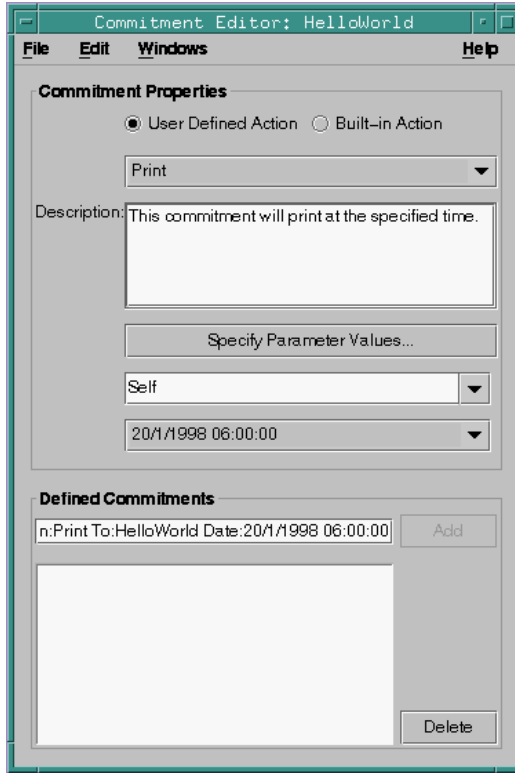 Commitment Editor: HelloWorld
File Edit Windows Help
Commitment Properties
User Defined Action Built-in Action
Print
Description: This commitment will print at the specified time.
Specify Parameter Values...
Self
20/1/1998 06:00:00
Defined Commitments
n:Print To:HelloWorld Date:20/1/1998 06:00:00 Add
Delete